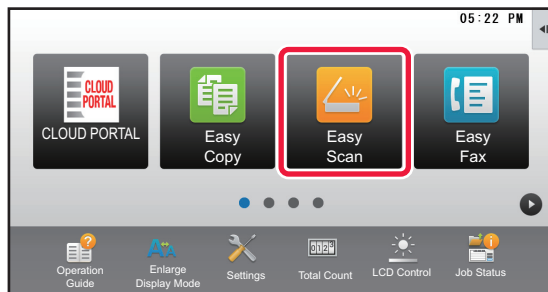 05:22 PM
CLOUD
PORTAL
CLOUD PORTAL
Easy
Copy
Easy
Scan
Easy
Fax
Operation
Guide
Enlarge
Display Mode
Settings
Total Count
LCD Control
Job Status